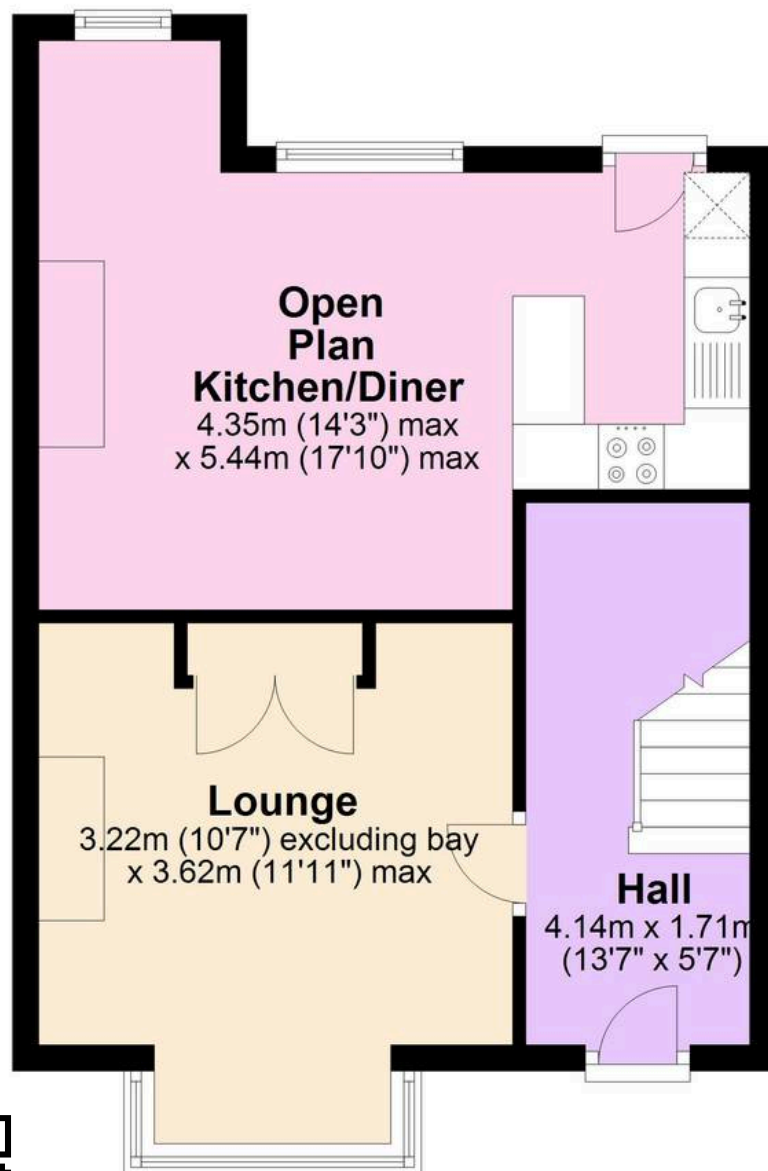 Open
Plan
Kitchen/Diner
4.35m (14'3") max
x 5.44m (17'10") max
Lounge
3.22m (10'7") excluding bay
x 3.62m (11'11") max
Hall
4.14m x 1.71m
(13'7" x 5'7")